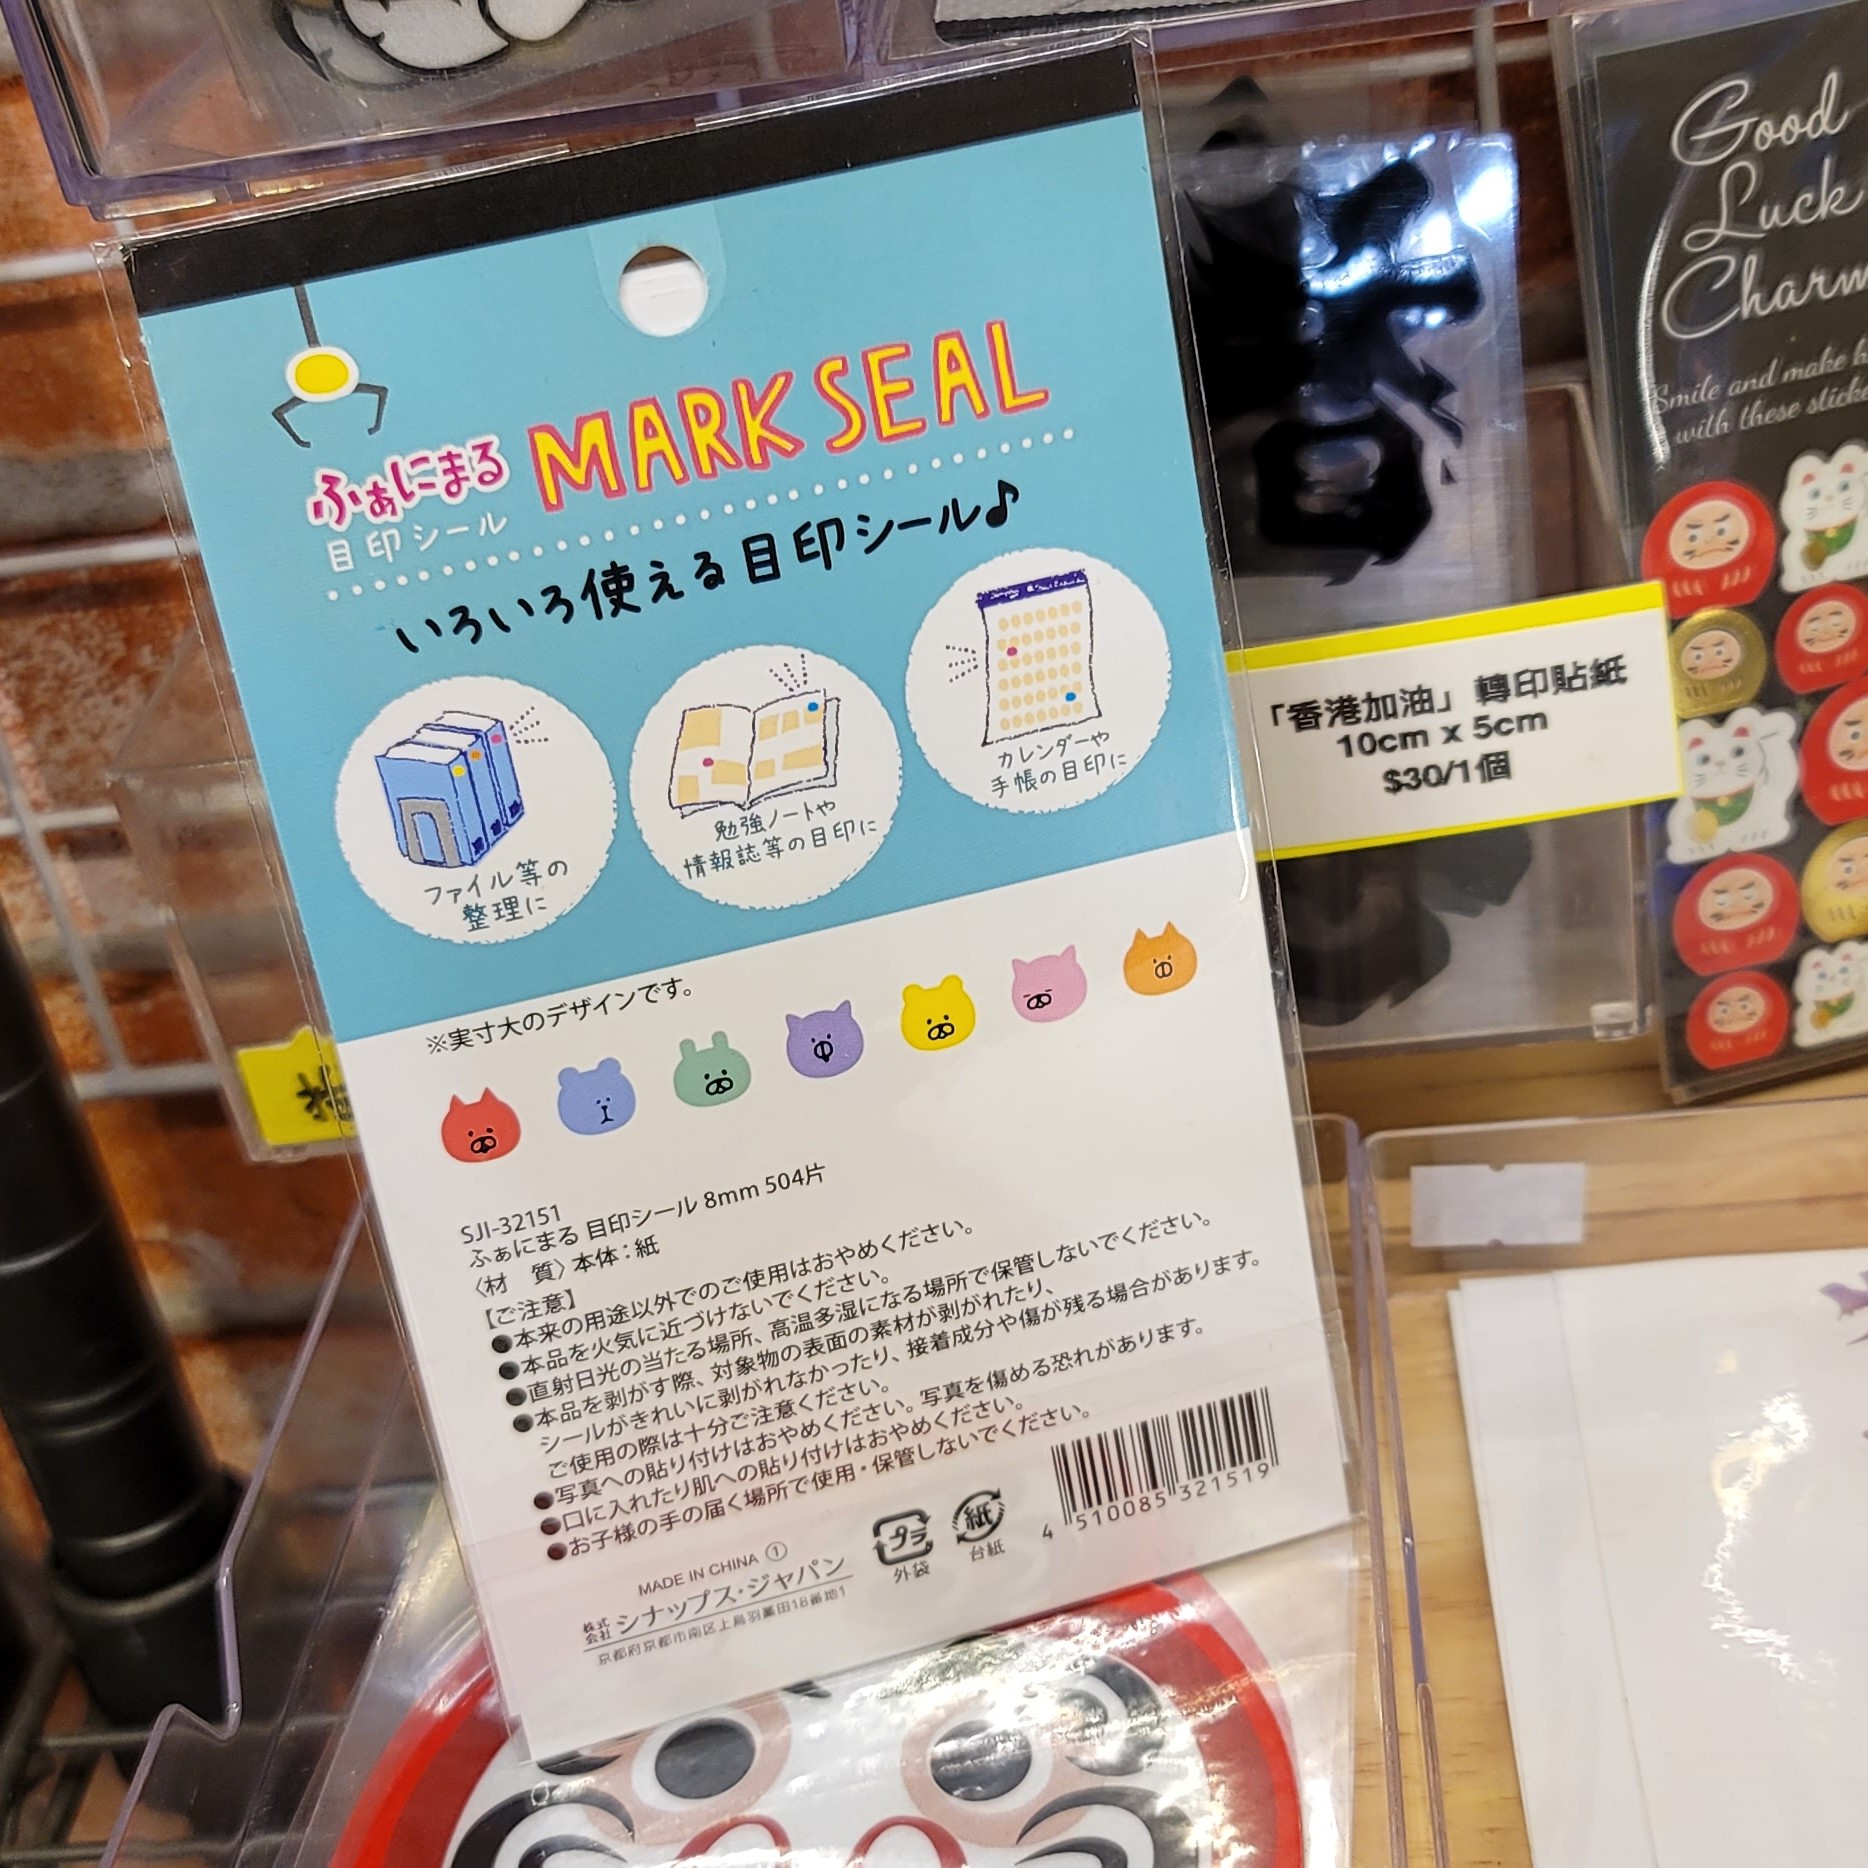 ふぁにまる
目印シール
MARK SEAL
いろいろ使える目印シール♪
ファイル等の
整理に
勉強ノートや
情報誌等の目印に
カレンダーや
手帳の目印に
※実寸大のデザインです。
SJI-32151
ふぁにまる 目印シール 8mm 504片
〈材 質〉本体：紙
【ご注意】
●本来の用途以外でのご使用はおやめください。
●本品を火気に近づけないでください。
●直射日光の当たる場所、高温多湿になる場所で保管しないでください。
●本品を剥がす際、対象物の表面の素材が剥がれたり、
シールがきれいに剥がれなかったり、接着成分や傷が残る場合があります。
ご使用の際は十分ご注意ください。
●写真への貼り付けはおやめください。写真を傷める恐れがあります。
●口に入れたり肌への貼り付けはおやめください。
●お子様の手の届く場所で使用・保管しないでください。
MADE IN CHINA ①
株式会社 シナップス・ジャパン
京都府京都市南区上鳥羽藁田18番地1
プラ
外袋
紙
台紙
4 510085 321519
「香港加油」轉印貼紙
10cm x 5cm
$30/1個
Good
Luck
Charm
Smile and make
with these